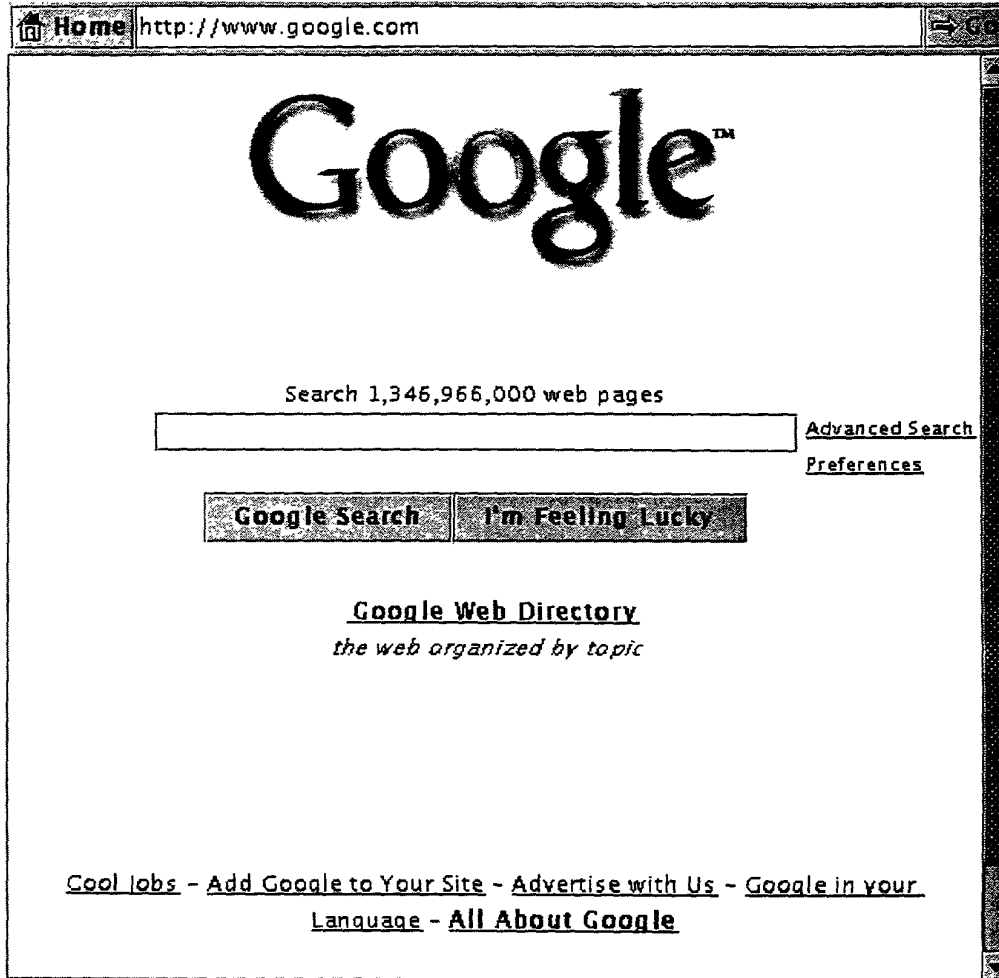 Home http://www.google.com Go
Google™
Search 1,346,966,000 web pages
Advanced Search
Preferences
Google Search I'm Feeling Lucky
Google Web Directory
the web organized by topic
Cool Jobs - Add Google to Your Site - Advertise with Us - Google in your
Language - All About Google